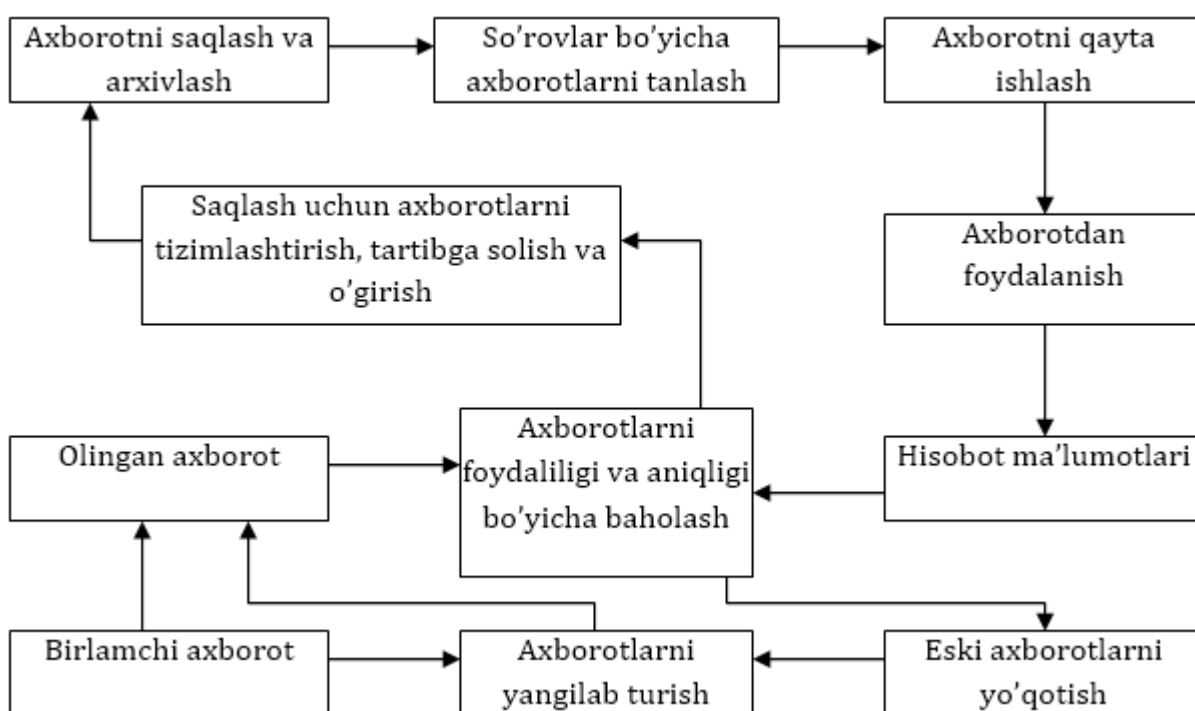 Axborotni saqlash va
arxivlash
So’rovlar bo’yicha
axborotlarni tanlash
Axborotni qayta
ishlash
Saqlash uchun axborotlarni
tizimlashtirish, tartibga solish va
o’girish
Axborotdan
foydalanish
Olingan axborot
Axborotlarni
foydaliligi va aniqligi
bo’yicha baholash
Hisobot ma’lumotlari
Birlamchi axborot
Axborotlarni
yangilab turish
Eski axborotlarni
yo’qotish